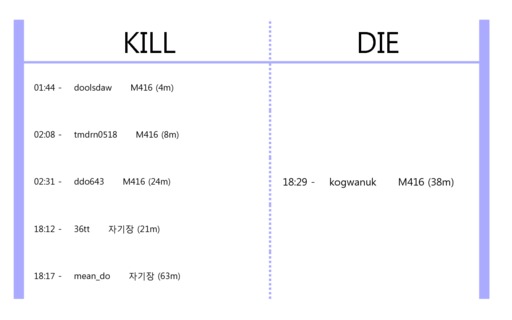 KILL
DIE
01:44 - doolsdaw M416 (4m)
02:08 - tmdrn0518 M416 (8m)
02:31 - ddo643 M416 (24m)
18:12 - 36tt 자기장 (21m)
18:17 - mean_do 자기장 (63m)
18:29 - kogwanuk M416 (38m)